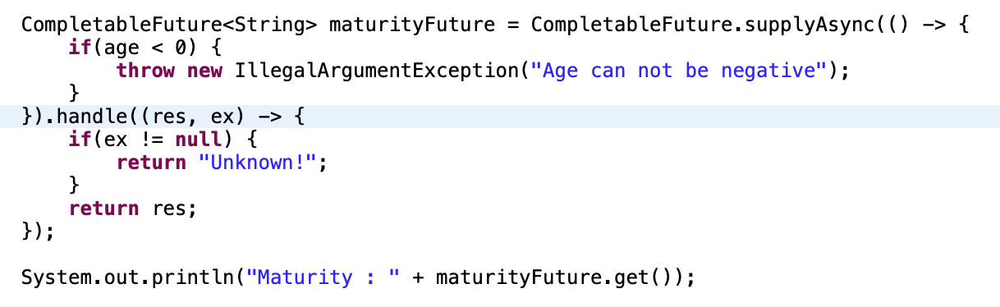 CompletableFuture<String> maturityFuture = CompletableFuture.supplyAsync(() -> {
    if(age < 0) {
        throw new IllegalArgumentException("Age can not be negative");
    }
}).handle((res, ex) -> {
    if(ex != null) {
        return "Unknown!";
    }
    return res;
});

System.out.println("Maturity : " + maturityFuture.get());